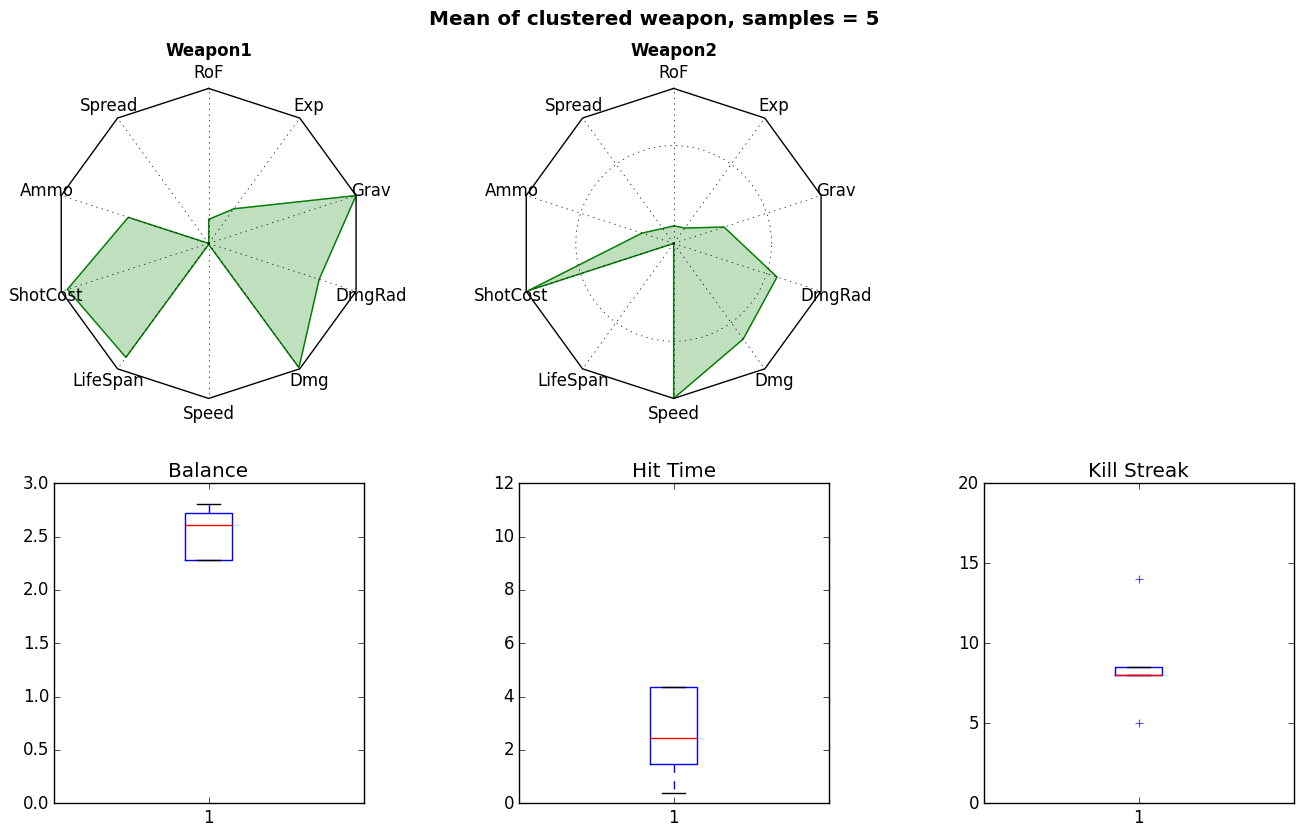 Mean of clustered weapon, samples = 5
Weapon1
RoF
Spread
Exp
Ammo
Grav
ShotCost
DmgRad
LifeSpan
Dmg
Speed
Weapon2
RoF
Spread
Exp
Ammo
Grav
ShotCost
DmgRad
LifeSpan
Dmg
Speed
Balance
3.0
2.5
2.0
1.5
1.0
0.5
0.0
1
Hit Time
12
10
8
6
4
2
0
1
Kill Streak
20
15
10
5
0
1